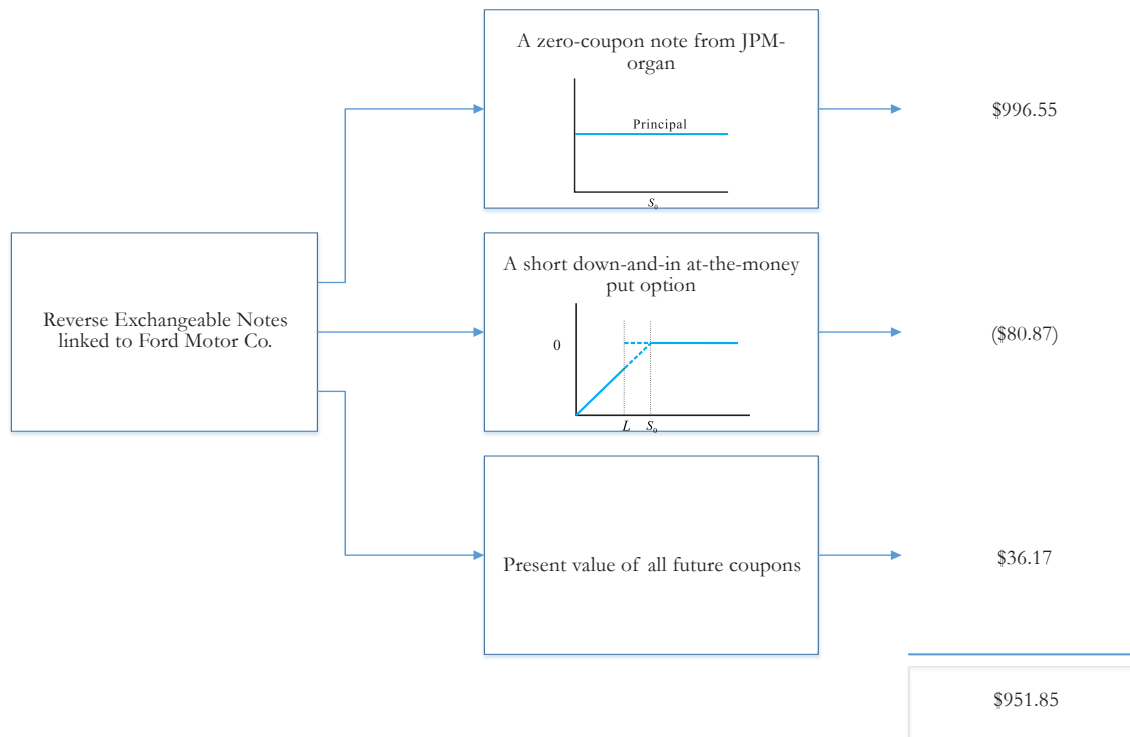 A zero-coupon note from JPM-
organ
Principal
S₀
$996.55
Reverse Exchangeable Notes
linked to Ford Motor Co.
A short down-and-in at-the-money
put option
0
L S₀
($80.87)
Present value of all future coupons
$36.17
$951.85